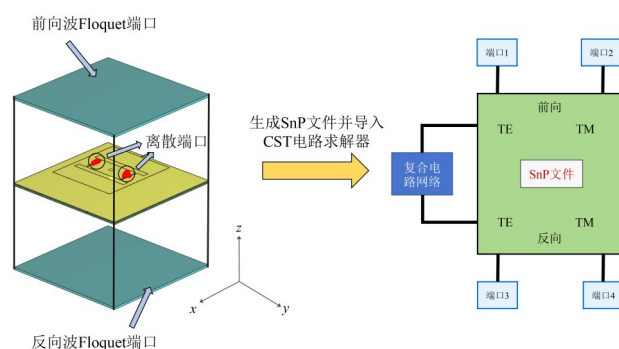 前向波Floquet端口
离散端口
z
x
y
反向波Floquet端口
生成SnP文件并导入
CST电路求解器
端口1
端口2
前向
TE
TM
复合电
路网络
SnP文件
TE
TM
反向
端口3
端口4